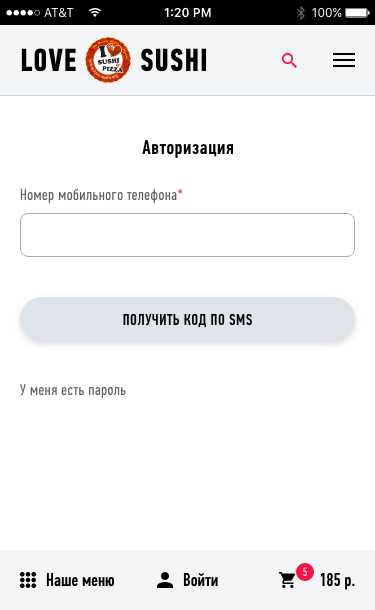 AT&T 1:20 PM 100%
LOVE I SUSHI PIZZA SUSHI
Авторизация
Номер мобильного телефона*
ПОЛУЧИТЬ КОД ПО SMS
У меня есть пароль
Наше меню Войти 5 185 р.